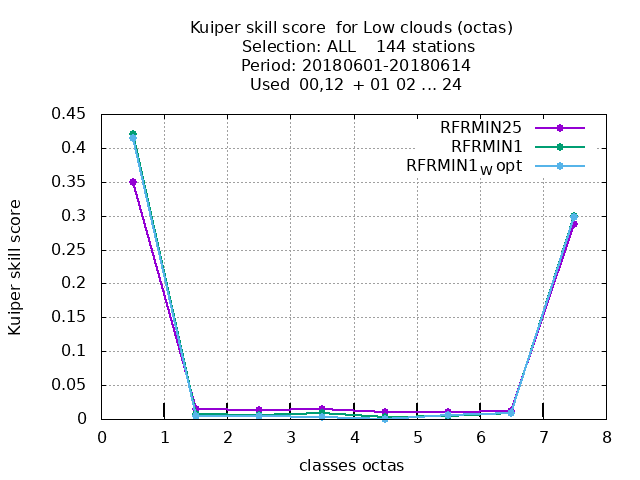 Kuiper skill score  for Low clouds (octas)
Selection: ALL    144 stations
Period: 20180601-20180614
Used  00,12  + 01 02 ... 24
RFRMIN25
RFRMIN1
RFRMIN1W opt
Kuiper skill score
0.45
0.4
0.35
0.3
0.25
0.2
0.15
0.1
0.05
0
0 1 2 3 4 5 6 7 8
classes octas